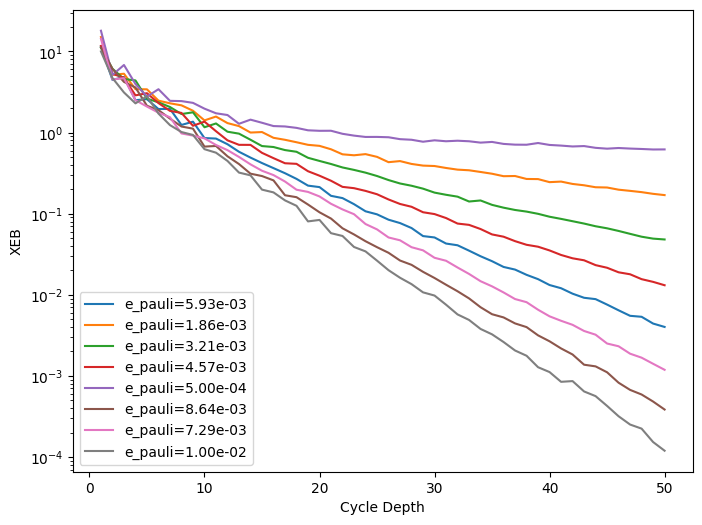 10¹
10⁰
10⁻¹
10⁻²
10⁻³
10⁻⁴
XEB
e_pauli=5.93e-03
e_pauli=1.86e-03
e_pauli=3.21e-03
e_pauli=4.57e-03
e_pauli=5.00e-04
e_pauli=8.64e-03
e_pauli=7.29e-03
e_pauli=1.00e-02
0 10 20 30 40 50
Cycle Depth